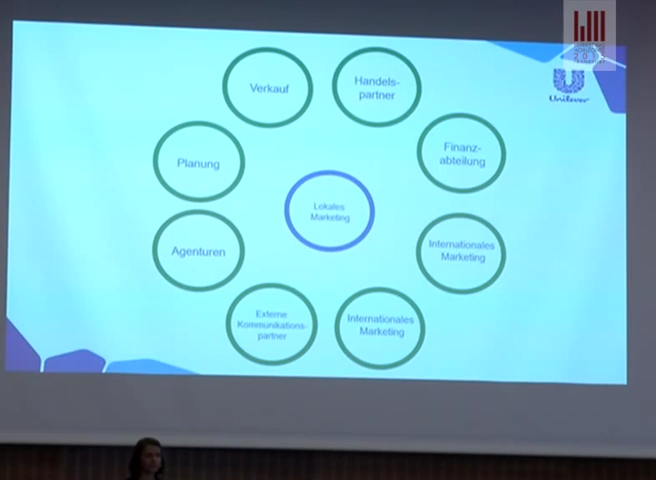 Verkauf
Handels-
partner
Finanz-
abteilung
Planung
Lokales
Marketing
Agenturen
Internationales
Marketing
Externe
Kommunikations-
partner
Internationales
Marketing
Unilever